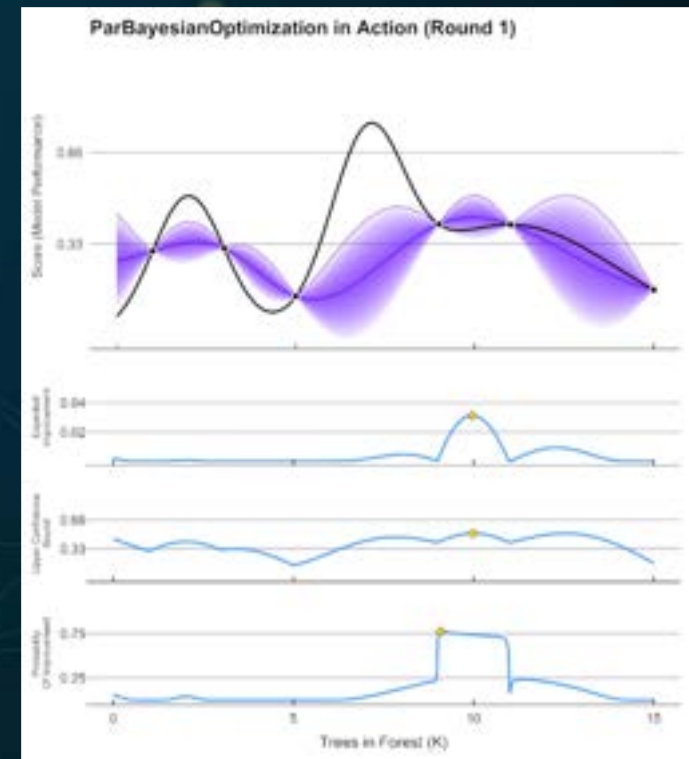 ParBayesianOptimization in Action (Round 1)
Score (Model Performance)
0.66
0.33
Expected
Improvement
0.04
0.02
Upper Confidence
Bound
0.66
0.33
Probability
Of Improvement
0.75
0.25
0
5
10
15
Trees in Forest (K)